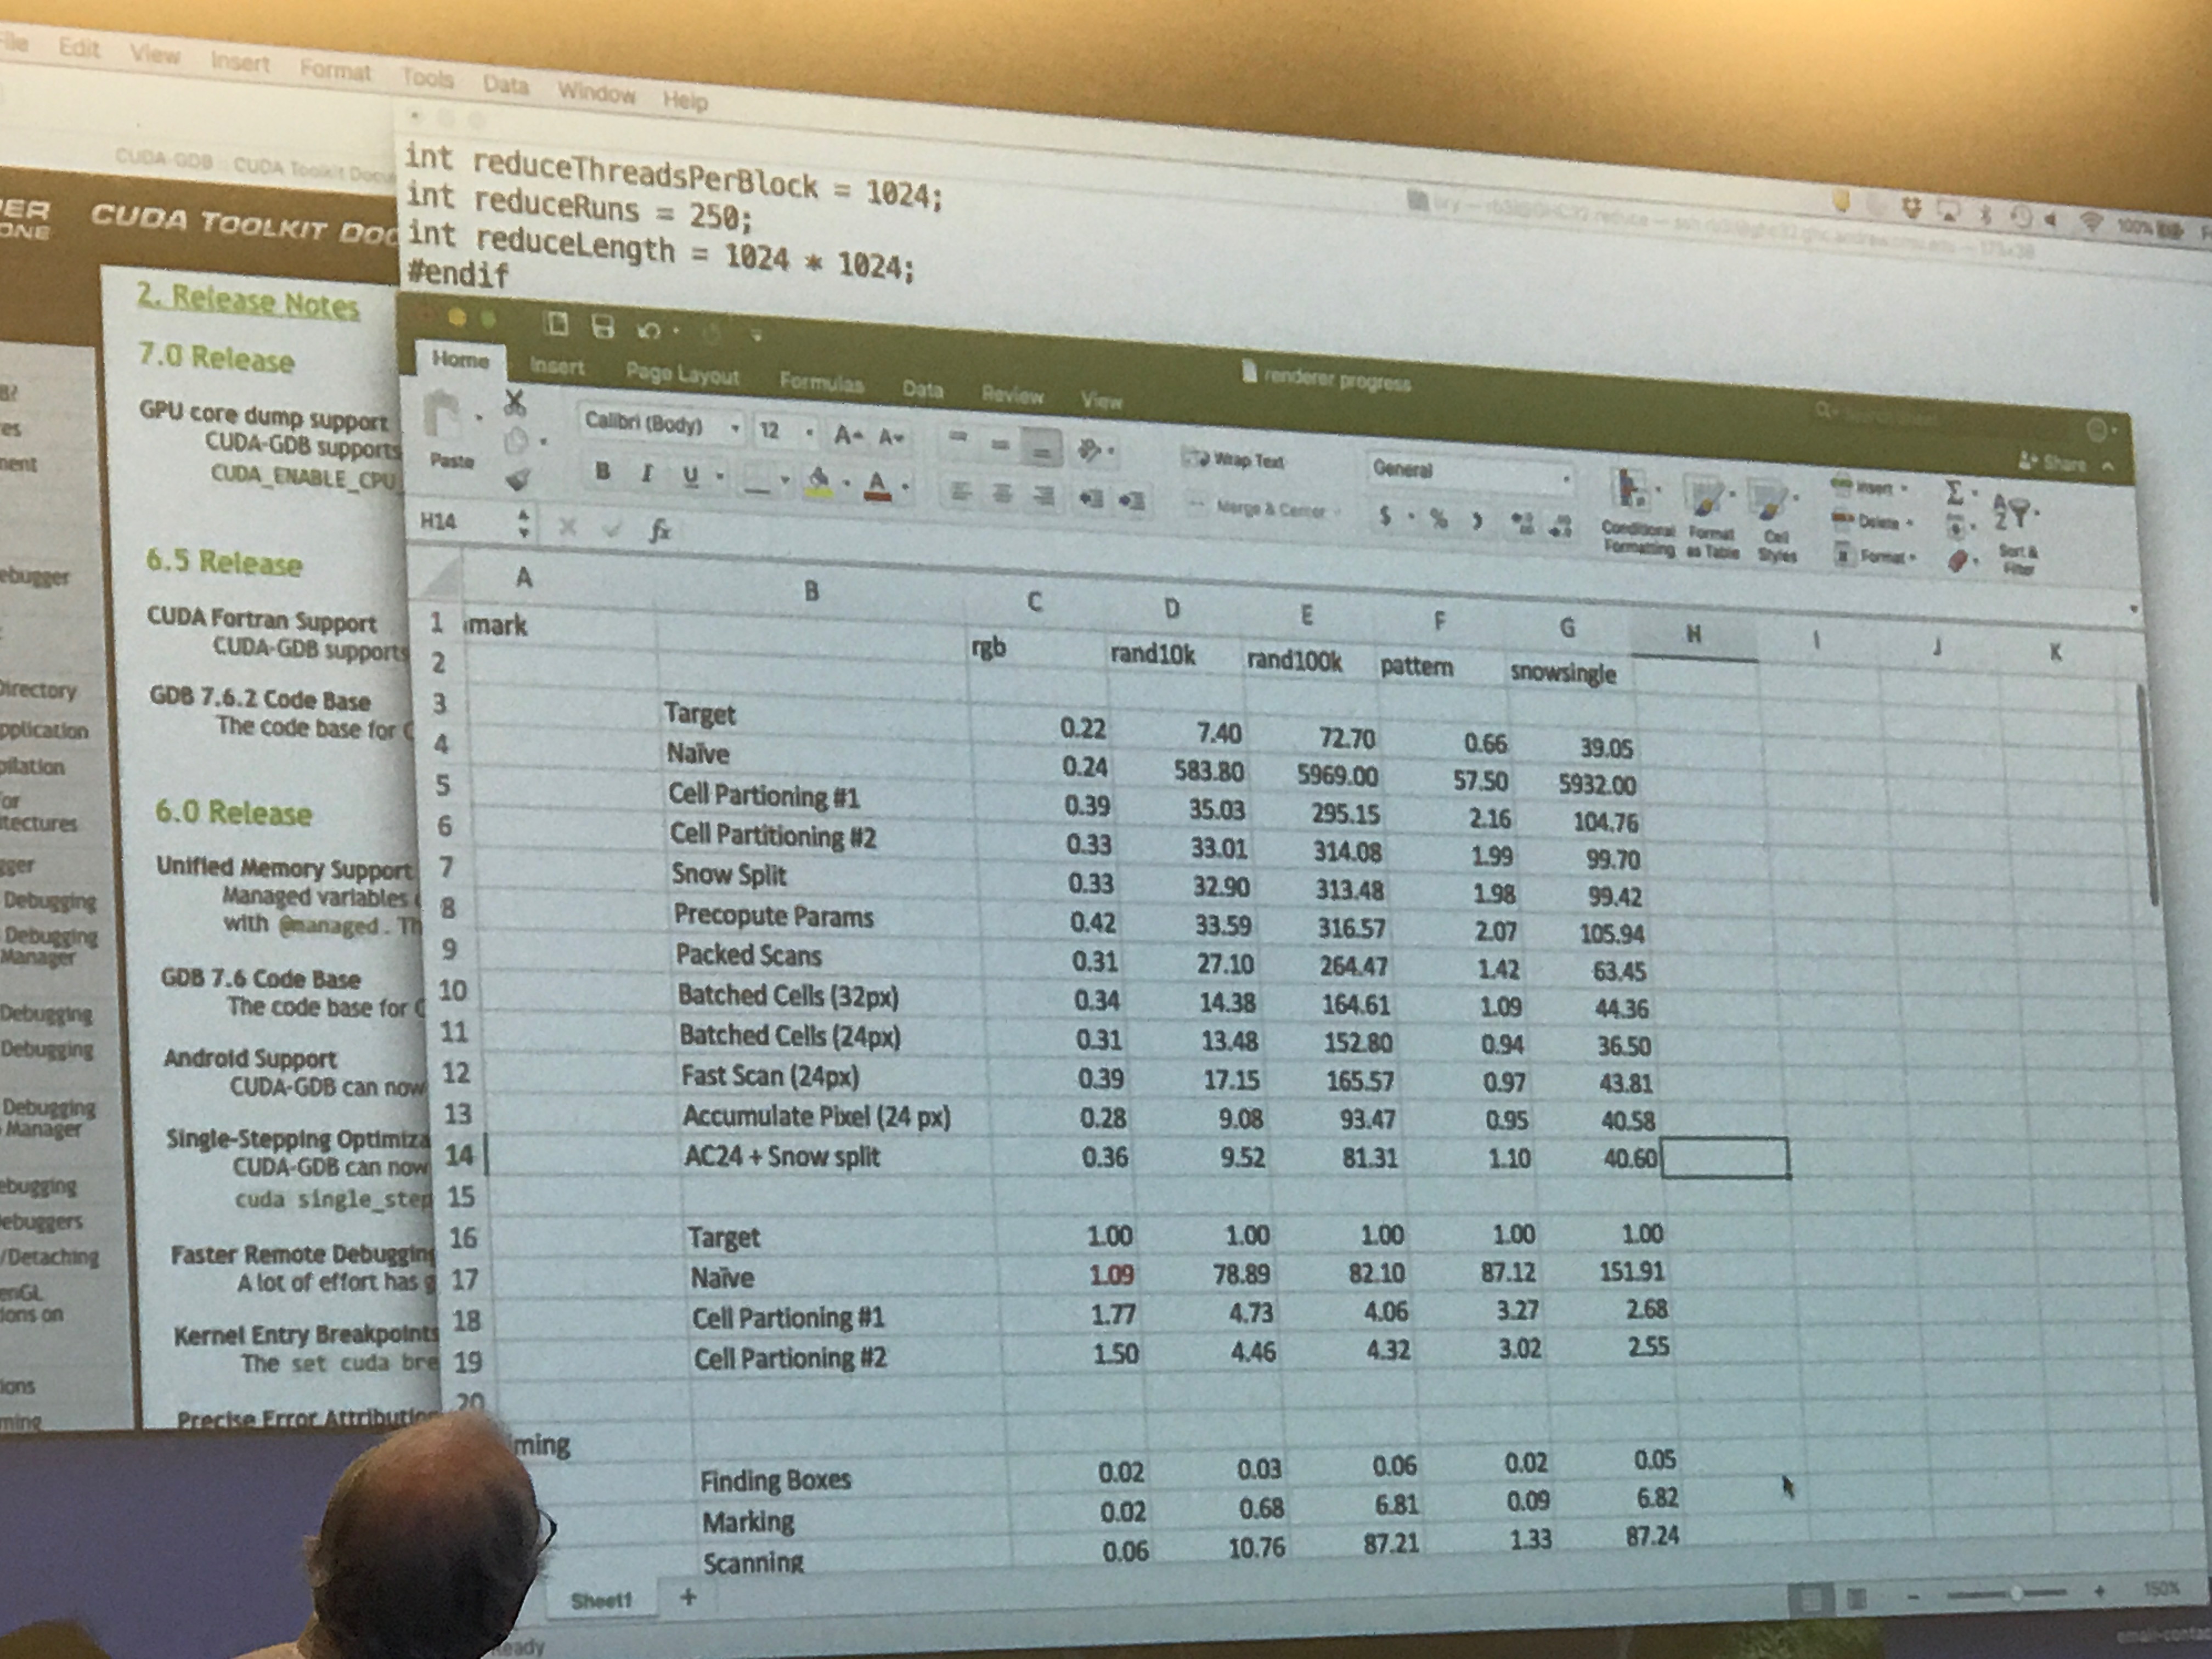 File Edit View Insert Format Tools Data Window Help
CUDA-GDB :: CUDA Toolkit Docu
int reduceThreadsPerBlock = 1024;
int reduceRuns = 250;
int reduceLength = 1024 * 1024;
#endif
100%
CUDA TOOLKIT DOC
2. Release Notes
7.0 Release
GPU core dump support
CUDA-GDB supports
CUDA_ENABLE_CPU_
6.5 Release
CUDA Fortran Support
CUDA-GDB supports
GDB 7.6.2 Code Base
The code base for C
6.0 Release
Unified Memory Support
Managed variables
with @managed. Th
GDB 7.6 Code Base
The code base for C
Android Support
CUDA-GDB can now
Single-Stepping Optimiza
CUDA-GDB can now
cuda single_step
Faster Remote Debugging
A lot of effort has g
Kernel Entry Breakpoints
The set cuda bre
Precise Error Attribution
ebugger
Directory
pplication
pilation
or
itectures
gger
Debugging
Debugging
Manager
Debugging
Debugging
Debugging
Manager
ebugging
ebuggers
/Detaching
enGL
ions on
ions
ming
renderer progress
Home Insert Page Layout Formulas Data Review View
Share
Paste
Calibri (Body) 12
B I U
Wrap Text
Merge & Center
General
$ % )
Conditional Formatting
Format as Table
Cell Styles
Insert
Delete
Format
Sort & Filter
H14 fx
A B C D E F G H I J K
1 mark rgb rand10k rand100k pattern snowsingle
2
3 Target 0.22 7.40 72.70 0.66 39.05
4 Naïve 0.24 583.80 5969.00 57.50 5932.00
5 Cell Partioning #1 0.39 35.03 295.15 2.16 104.76
6 Cell Partitioning #2 0.33 33.01 314.08 1.99 99.70
7 Snow Split 0.33 32.90 313.48 1.98 99.42
8 Precopute Params 0.42 33.59 316.57 2.07 105.94
9 Packed Scans 0.31 27.10 264.47 1.42 63.45
10 Batched Cells (32px) 0.34 14.38 164.61 1.09 44.36
11 Batched Cells (24px) 0.31 13.48 152.80 0.94 36.50
12 Fast Scan (24px) 0.39 17.15 165.57 0.97 43.81
13 Accumulate Pixel (24 px) 0.28 9.08 93.47 0.95 40.58
14 AC24 + Snow split 0.36 9.52 81.31 1.10 40.60
15
16 Target 1.00 1.00 1.00 1.00 1.00
17 Naïve 1.09 78.89 82.10 87.12 151.91
18 Cell Partioning #1 1.77 4.73 4.06 3.27 2.68
19 Cell Partioning #2 1.50 4.46 4.32 3.02 2.55
20
ming
Finding Boxes 0.02 0.03 0.06 0.02 0.05
Marking 0.02 0.68 6.81 0.09 6.82
Scanning 0.06 10.76 87.21 1.33 87.24
Sheet1 +
eady
150%